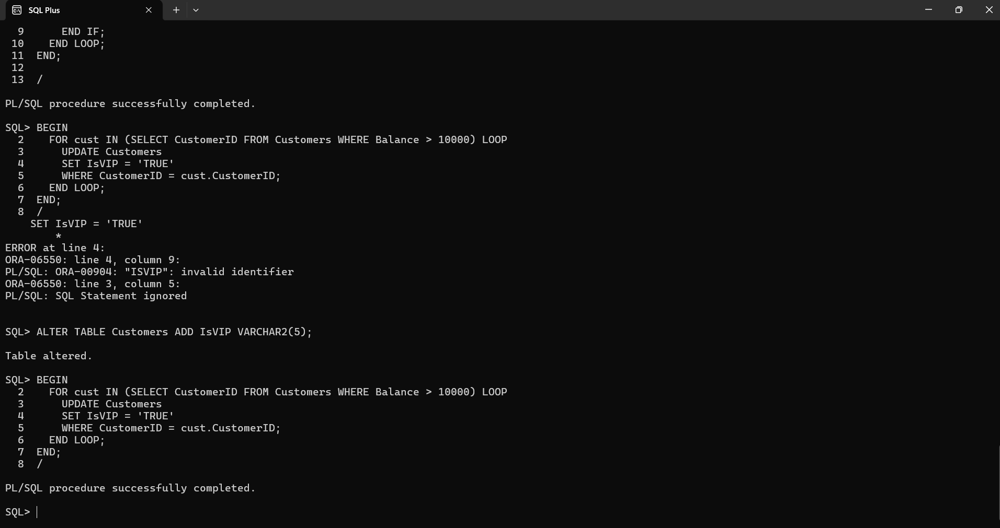 SQL Plus
  9      END IF;
 10    END LOOP;
 11  END;
 12
 13  /

PL/SQL procedure successfully completed.

SQL> BEGIN
  2    FOR cust IN (SELECT CustomerID FROM Customers WHERE Balance > 10000) LOOP
  3      UPDATE Customers
  4      SET IsVIP = 'TRUE'
  5      WHERE CustomerID = cust.CustomerID;
  6    END LOOP;
  7  END;
  8  /
    SET IsVIP = 'TRUE'
        *
ERROR at line 4:
ORA-06550: line 4, column 9:
PL/SQL: ORA-00904: "ISVIP": invalid identifier
ORA-06550: line 3, column 5:
PL/SQL: SQL Statement ignored


SQL> ALTER TABLE Customers ADD IsVIP VARCHAR2(5);

Table altered.

SQL> BEGIN
  2    FOR cust IN (SELECT CustomerID FROM Customers WHERE Balance > 10000) LOOP
  3      UPDATE Customers
  4      SET IsVIP = 'TRUE'
  5      WHERE CustomerID = cust.CustomerID;
  6    END LOOP;
  7  END;
  8  /

PL/SQL procedure successfully completed.

SQL>